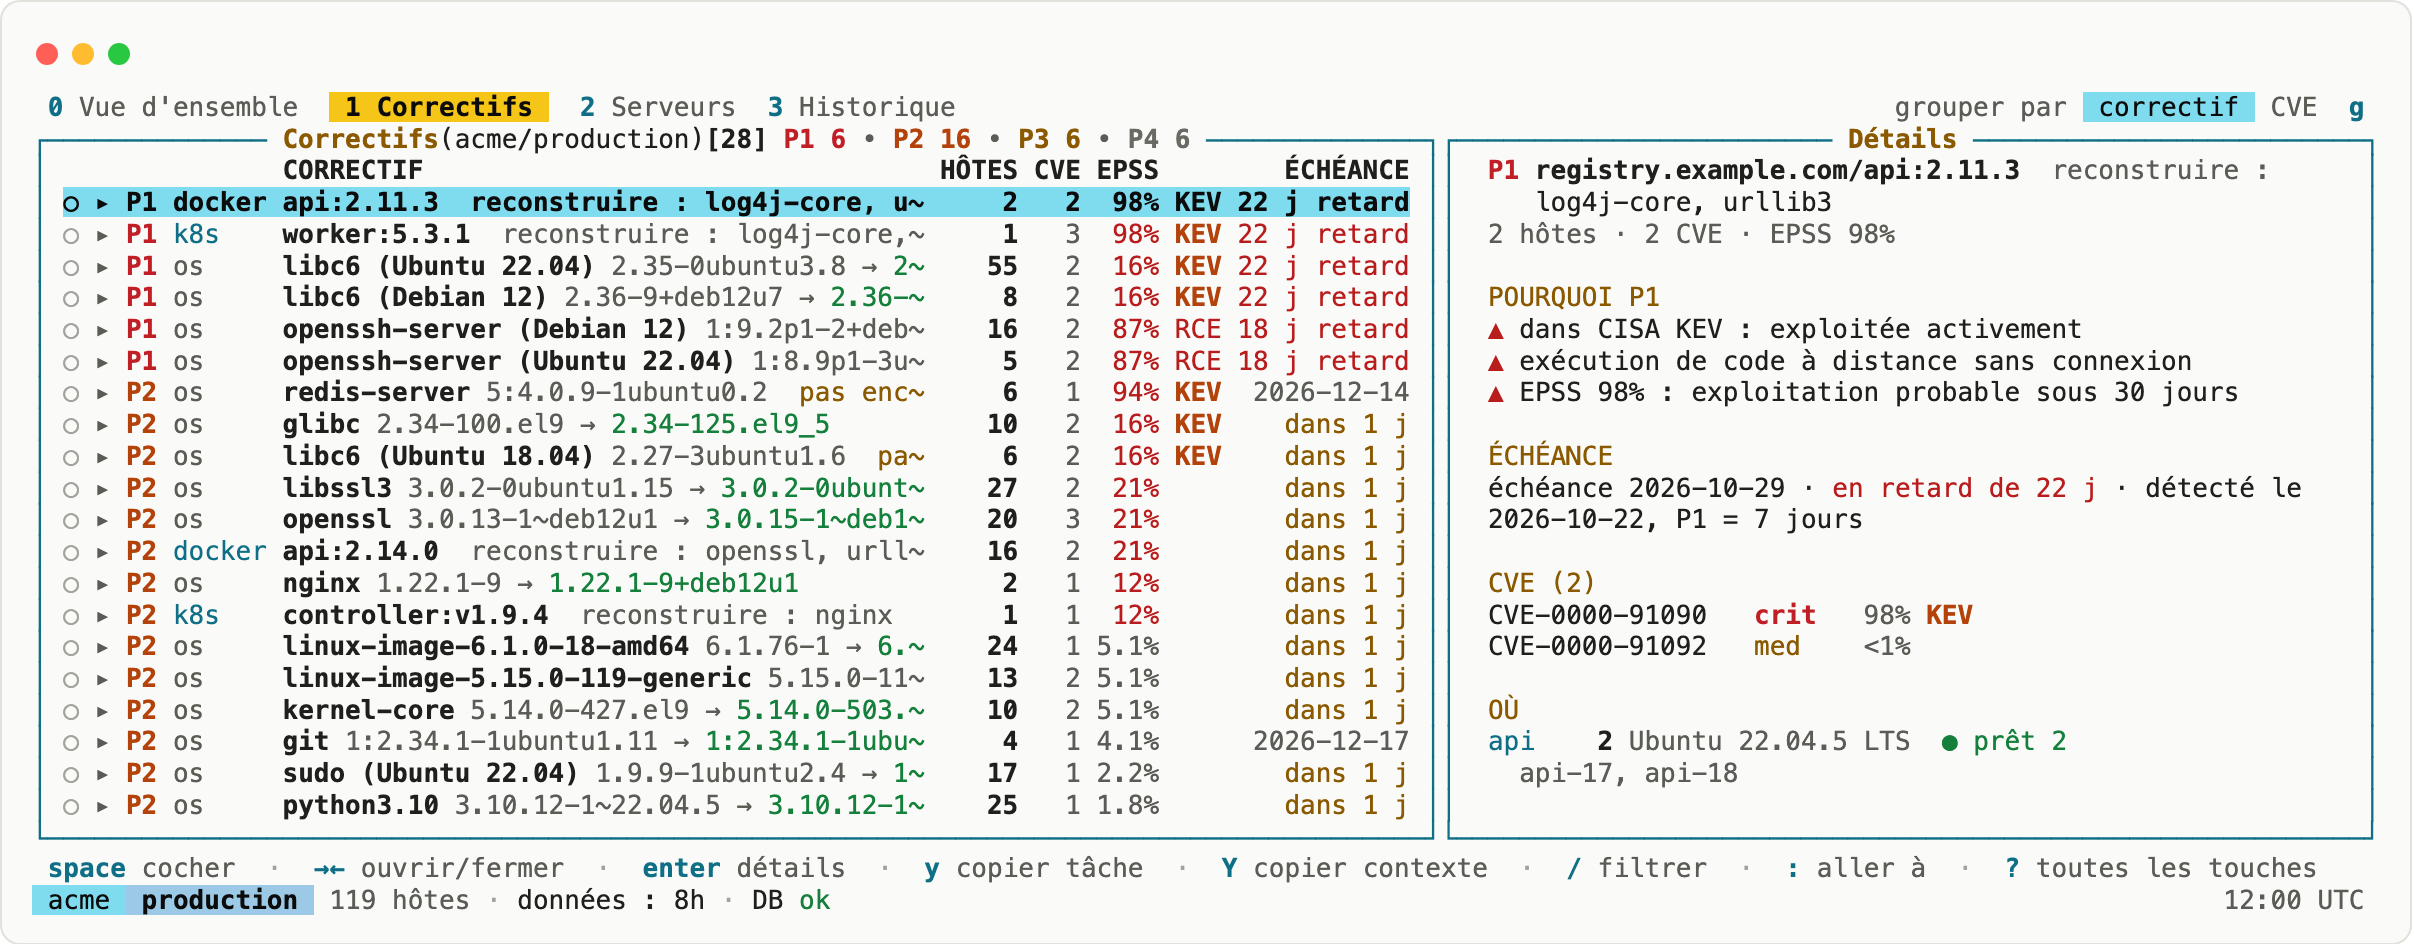 0 Vue d'ensemble  1 Correctifs  2 Serveurs  3 Historique  grouper par  correctif  CVE  g
Correctifs(acme/production)[28] P1 6 • P2 16 • P3 6 • P4 6
CORRECTIF  HÔTES CVE EPSS  ÉCHÉANCE
○ ▸ P1 docker api:2.11.3  reconstruire : log4j-core, u~  2  2  98% KEV 22 j retard
○ ▸ P1 k8s  worker:5.3.1  reconstruire : log4j-core,~  1  3  98% KEV 22 j retard
○ ▸ P1 os  libc6 (Ubuntu 22.04) 2.35-0ubuntu3.8 → 2~  55  2  16% KEV 22 j retard
○ ▸ P1 os  libc6 (Debian 12) 2.36-9+deb12u7 → 2.36-~  8  2  16% KEV 22 j retard
○ ▸ P1 os  openssh-server (Debian 12) 1:9.2p1-2+deb~  16  2  87% RCE 18 j retard
○ ▸ P1 os  openssh-server (Ubuntu 22.04) 1:8.9p1-3u~  5  2  87% RCE 18 j retard
○ ▸ P2 os  redis-server 5:4.0.9-1ubuntu0.2  pas enc~  6  1  94% KEV  2026-12-14
○ ▸ P2 os  glibc 2.34-100.el9 → 2.34-125.el9_5  10  2  16% KEV  dans 1 j
○ ▸ P2 os  libc6 (Ubuntu 18.04) 2.27-3ubuntu1.6  pa~  6  2  16% KEV  dans 1 j
○ ▸ P2 os  libssl3 3.0.2-0ubuntu1.15 → 3.0.2-0ubunt~  27  2  21%  dans 1 j
○ ▸ P2 os  openssl 3.0.13-1~deb12u1 → 3.0.15-1~deb1~  20  3  21%  dans 1 j
○ ▸ P2 docker api:2.14.0  reconstruire : openssl, urll~  16  2  21%  dans 1 j
○ ▸ P2 os  nginx 1.22.1-9 → 1.22.1-9+deb12u1  2  1  12%  dans 1 j
○ ▸ P2 k8s  controller:v1.9.4  reconstruire : nginx  1  1  12%  dans 1 j
○ ▸ P2 os  linux-image-6.1.0-18-amd64 6.1.76-1 → 6.~  24  1 5.1%  dans 1 j
○ ▸ P2 os  linux-image-5.15.0-119-generic 5.15.0-11~  13  2 5.1%  dans 1 j
○ ▸ P2 os  kernel-core 5.14.0-427.el9 → 5.14.0-503.~  10  2 5.1%  dans 1 j
○ ▸ P2 os  git 1:2.34.1-1ubuntu1.11 → 1:2.34.1-1ubu~  4  1 4.1%  2026-12-17
○ ▸ P2 os  sudo (Ubuntu 22.04) 1.9.9-1ubuntu2.4 → 1~  17  1 2.2%  dans 1 j
○ ▸ P2 os  python3.10 3.10.12-1~22.04.5 → 3.10.12-1~  25  1 1.8%  dans 1 j
Détails
P1 registry.example.com/api:2.11.3  reconstruire :
log4j-core, urllib3
2 hôtes · 2 CVE · EPSS 98%
POURQUOI P1
▲ dans CISA KEV : exploitée activement
▲ exécution de code à distance sans connexion
▲ EPSS 98% : exploitation probable sous 30 jours
ÉCHÉANCE
échéance 2026-10-29 · en retard de 22 j · détecté le
2026-10-22, P1 = 7 jours
CVE (2)
CVE-0000-91090  crit  98% KEV
CVE-0000-91092  med  <1%
OÙ
api  2 Ubuntu 22.04.5 LTS  ● prêt 2
api-17, api-18
space cocher  ·  →← ouvrir/fermer  ·  enter détails  ·  y copier tâche  ·  Y copier contexte  ·  / filtrer  ·  : aller à  ·  ? toutes les touches
acme  production  119 hôtes · données : 8h · DB ok  12:00 UTC